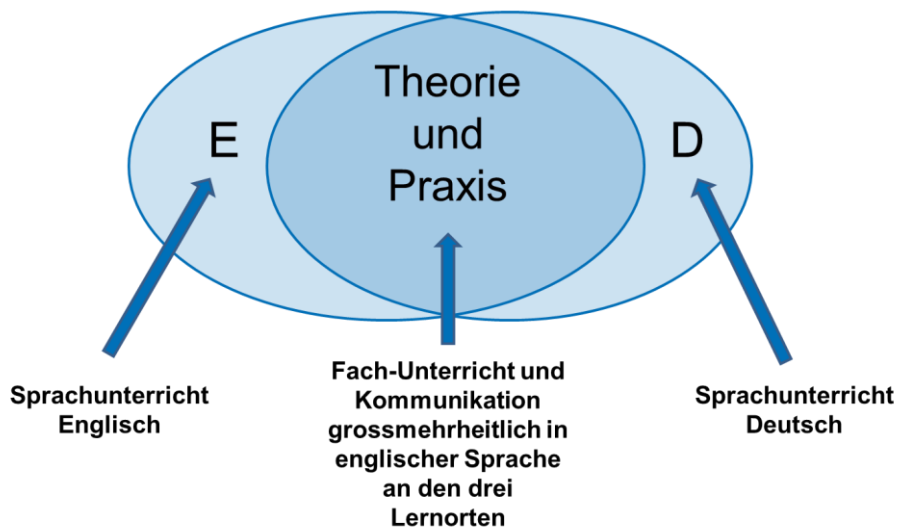 Theorie
und
Praxis
E
D
Sprachunterricht
Englisch
Fach-Unterricht und
Kommunikation
grossmehrheitlich in
englischer Sprache
an den drei
Lernorten
Sprachunterricht
Deutsch